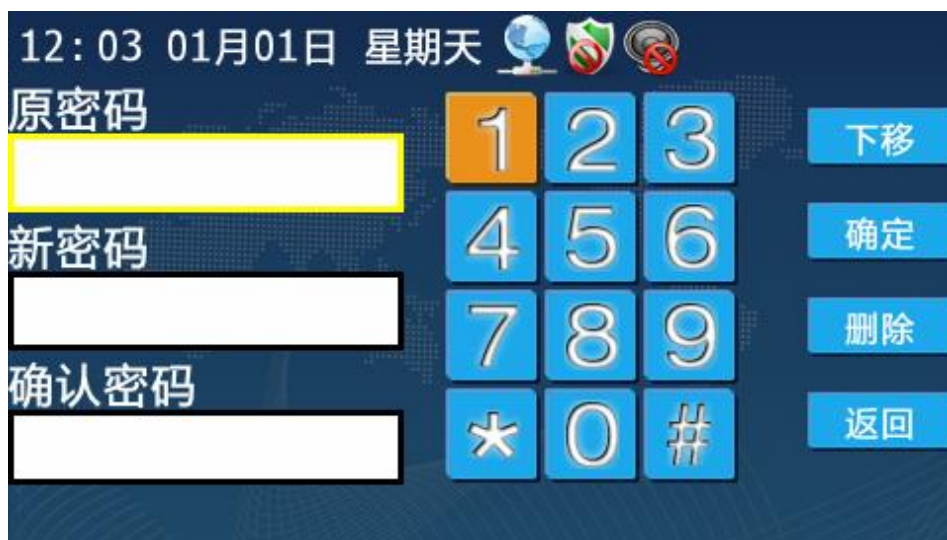 12:03 01月01日 星期天
原密码
新密码
确认密码
1 2 3
4 5 6
7 8 9
* 0 #
下移
确定
删除
返回